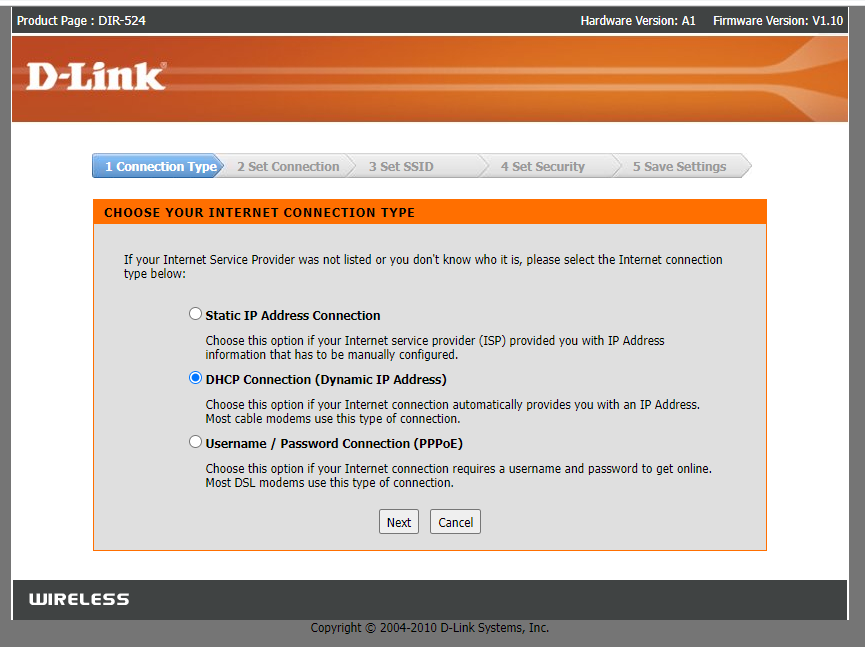 Product Page : DIR-524 Hardware Version: A1 Firmware Version: V1.10
D-Link®
1 Connection Type 2 Set Connection 3 Set SSID 4 Set Security 5 Save Settings
CHOOSE YOUR INTERNET CONNECTION TYPE
If your Internet Service Provider was not listed or you don't know who it is, please select the Internet connection
type below:
Static IP Address Connection
Choose this option if your Internet service provider (ISP) provided you with IP Address
information that has to be manually configured.
DHCP Connection (Dynamic IP Address)
Choose this option if your Internet connection automatically provides you with an IP Address.
Most cable modems use this type of connection.
Username / Password Connection (PPPoE)
Choose this option if your Internet connection requires a username and password to get online.
Most DSL modems use this type of connection.
Next Cancel
WIRELESS
Copyright © 2004-2010 D-Link Systems, Inc.